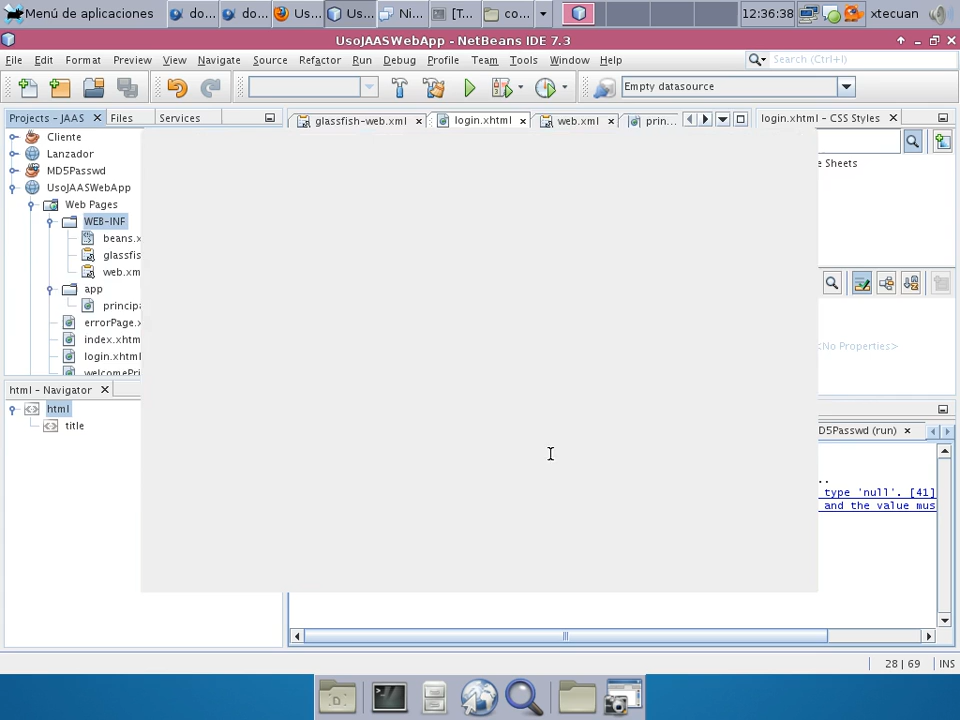 Menú de aplicaciones do... do... Us... Us... Ni... [T... co... 12:36:38 xtecuan
UsoJAASWebApp - NetBeans IDE 7.3
File Edit Format Preview View Navigate Source Refactor Run Debug Profile Team Tools Window Help Search (Ctrl+I)
Empty datasource
Projects - JAAS Files Services glassfish-web.xml login.xhtml web.xml prin... login.xhtml - CSS Styles
Cliente
Lanzador
e Sheets
MD5Passwd
UsoJAASWebApp
Web Pages
WEB-INF
beans.x
glassfis
web.xm
app
principa
errorPage.x
index.xhtm
<No Properties>
login.xhtml
welcomePri
html - Navigator
html
title
D5Passwd (run)
..
type 'null'. [41]
and the value mus
28 | 69 INS